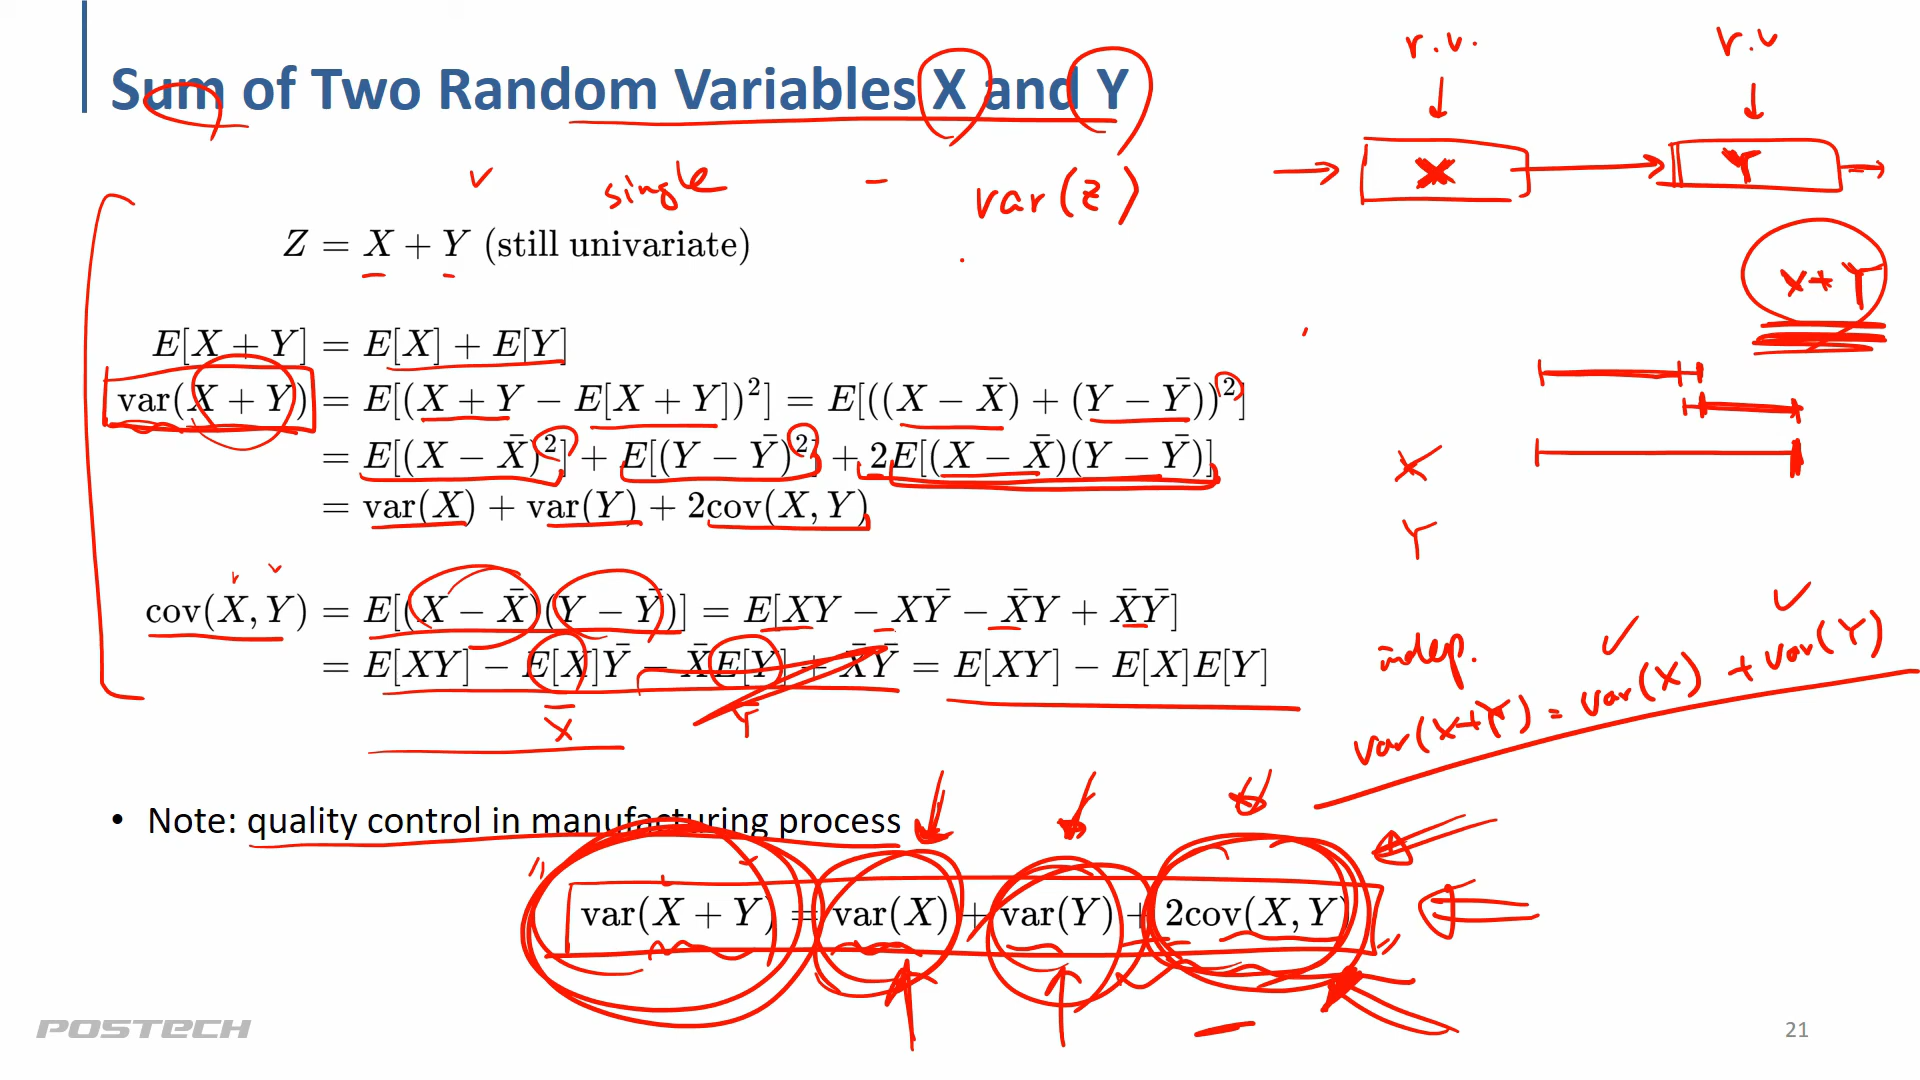 Sum of Two Random Variables X and Y
r.v.
r.v
X
Y
single
var(z)
Z = X + Y (still univariate)
X+Y
E[X + Y] = E[X] + E[Y]
var(X + Y) = E[(X + Y − E[X + Y])²] = E[((X − X̄) + (Y − Ȳ))²]
= E[(X − X̄)²] + E[(Y − Ȳ)²] + 2E[(X − X̄)(Y − Ȳ)]
X
= var(X) + var(Y) + 2cov(X, Y)
Y
cov(X, Y) = E[(X − X̄)(Y − Ȳ)] = E[XY − XȲ − X̄Y + X̄Ȳ]
= E[XY] − E[X]Ȳ − X̄E[Y] + X̄Ȳ = E[XY] − E[X]E[Y]
X̄
Ȳ
indep.
var(X+Y) = var(X) + var(Y)
• Note: quality control in manufacturing process
var(X + Y) = var(X) + var(Y) + 2cov(X, Y)
POSTECH
21